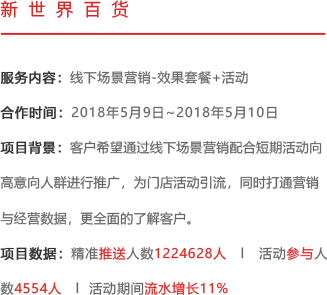 新世界百货
服务内容：线下场景营销-效果套餐+活动
合作时间：2018年5月9日~2018年5月10日
项目背景：客户希望通过线下场景营销配合短期活动向
高意向人群进行推广，为门店活动引流，同时打通营销
与经营数据，更全面的了解客户。
项目数据：精准推送人数1224628人 I 活动参与人
数4554人 I 活动期间流水增长11%